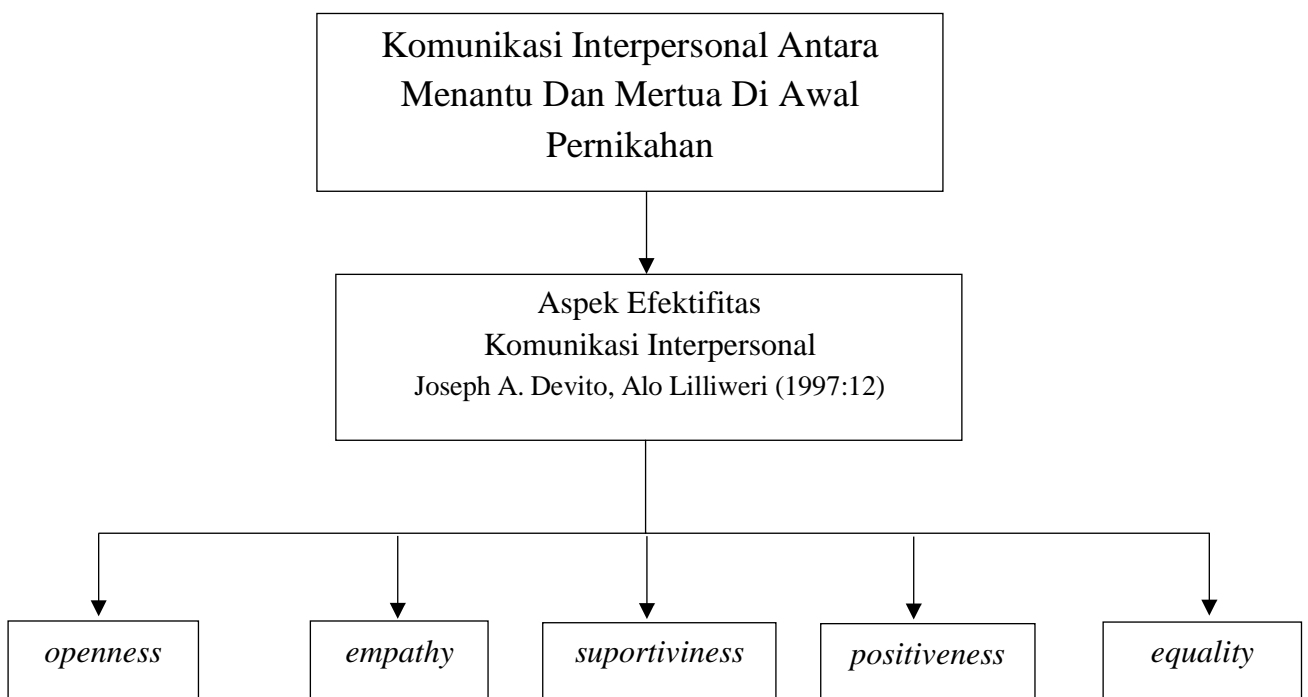 Komunikasi Interpersonal Antara
Menantu Dan Mertua Di Awal
Pernikahan
Aspek Efektifitas
Komunikasi Interpersonal
Joseph A. Devito, Alo Lilliweri (1997:12)
openness
empathy
suportiviness
positiveness
equality